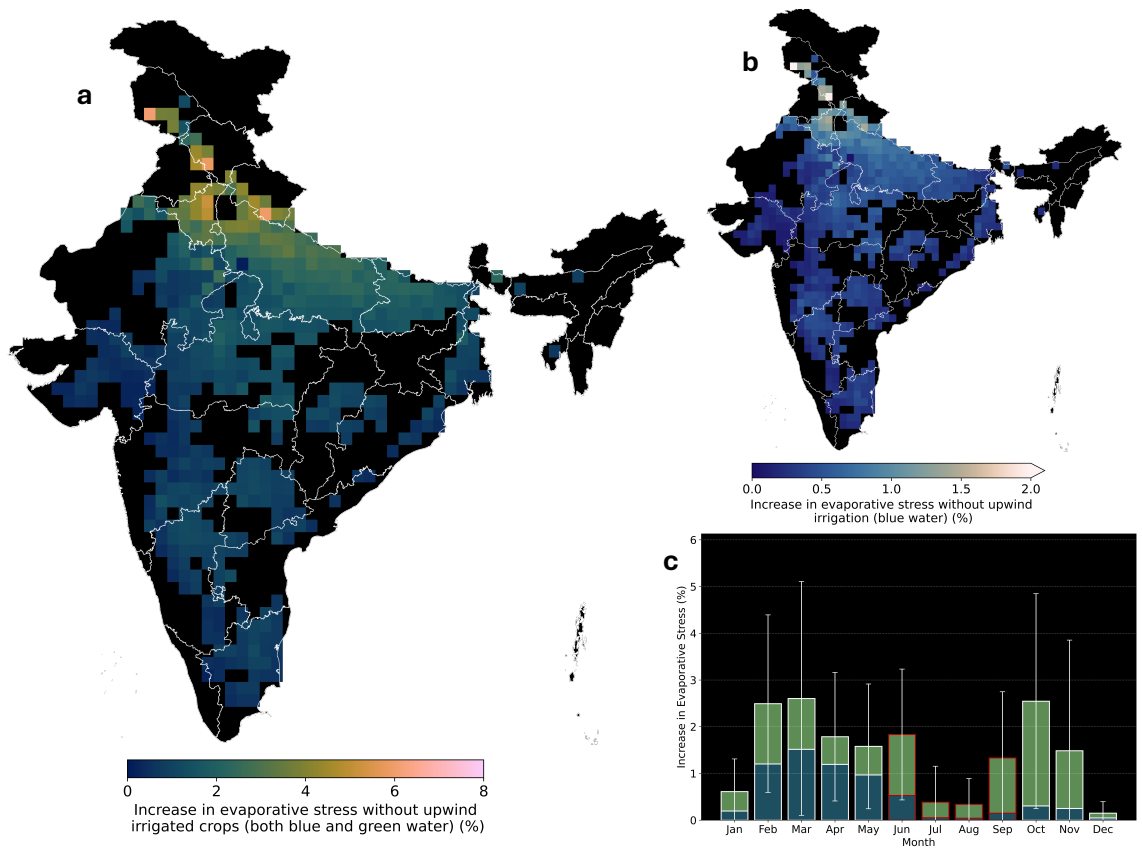 a
b
0 2 4 6 8
Increase in evaporative stress without upwind
irrigated crops (both blue and green water) (%)
0.0 0.5 1.0 1.5 2.0
Increase in evaporative stress without upwind
irrigation (blue water) (%)
c
Increase in Evaporative Stress (%)
6
5
4
3
2
1
0
Jan Feb Mar Apr May Jun Jul Aug Sep Oct Nov Dec
Month